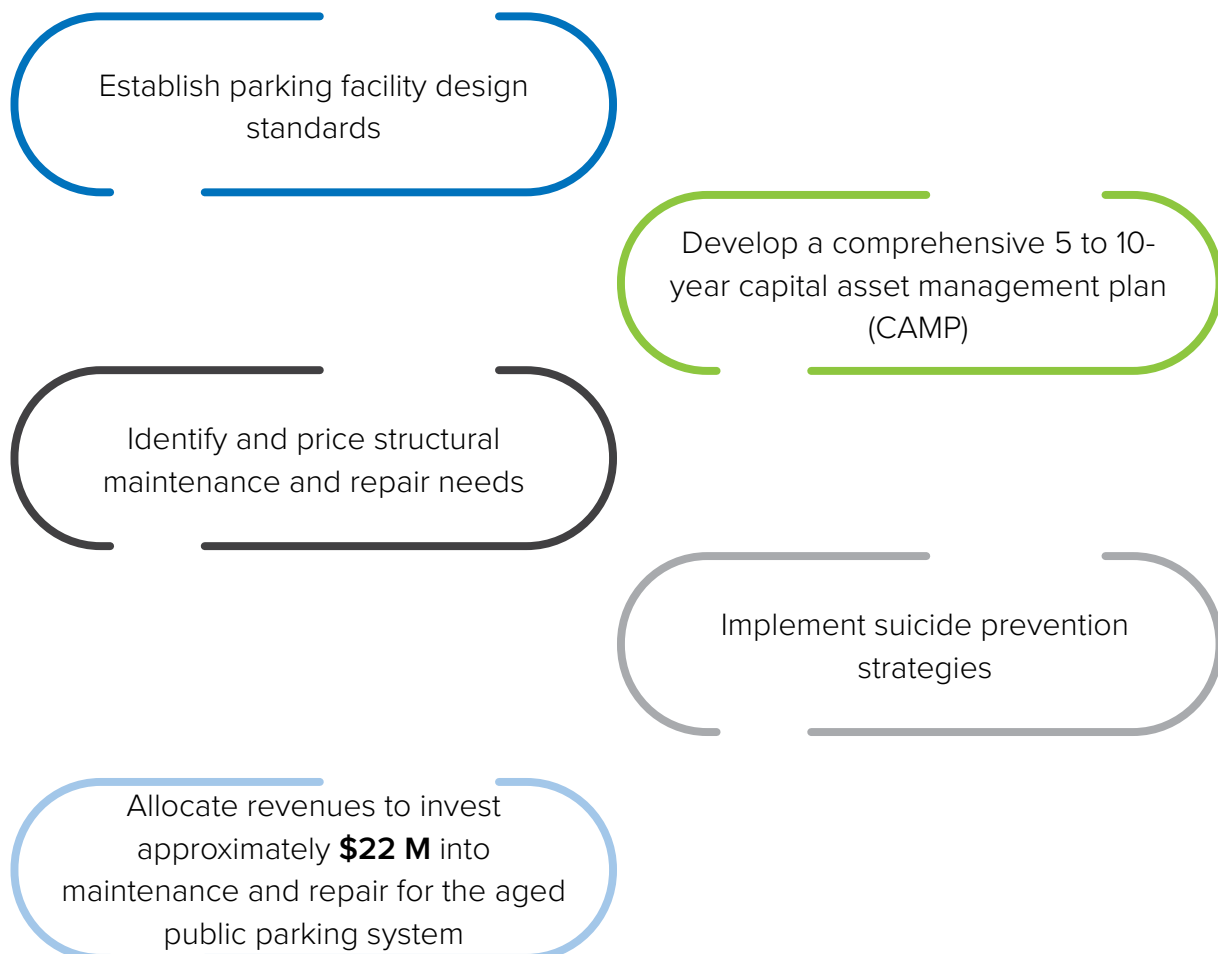 Establish parking facility design
standards
Develop a comprehensive 5 to 10-
year capital asset management plan
(CAMP)
Identify and price structural
maintenance and repair needs
Implement suicide prevention
strategies
Allocate revenues to invest
approximately $22 M into
maintenance and repair for the aged
public parking system